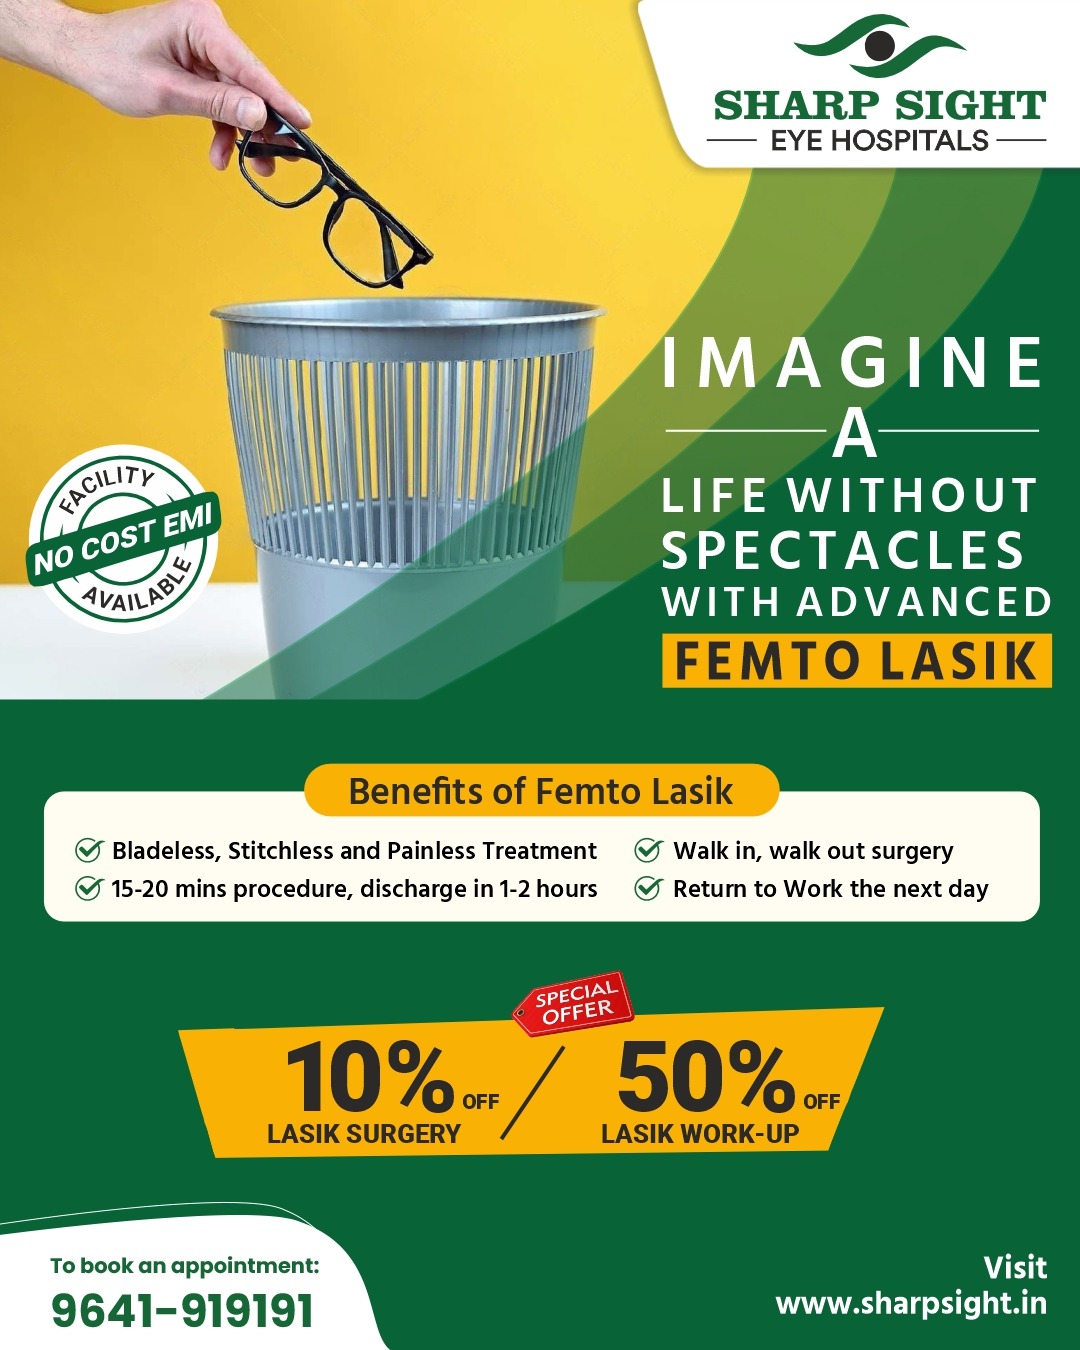 SHARP SIGHT
EYE HOSPITALS
IMAGINE
A
LIFE WITHOUT
SPECTACLES
WITH ADVANCED
FEMTO LASIK
FACILITY
NO COST EMI
AVAILABLE
Benefits of Femto Lasik
Bladeless, Stitchless and Painless Treatment
15-20 mins procedure, discharge in 1-2 hours
Walk in, walk out surgery
Return to Work the next day
SPECIAL
OFFER
10% OFF
LASIK SURGERY
50% OFF
LASIK WORK-UP
To book an appointment:
9641-919191
Visit
www.sharpsight.in